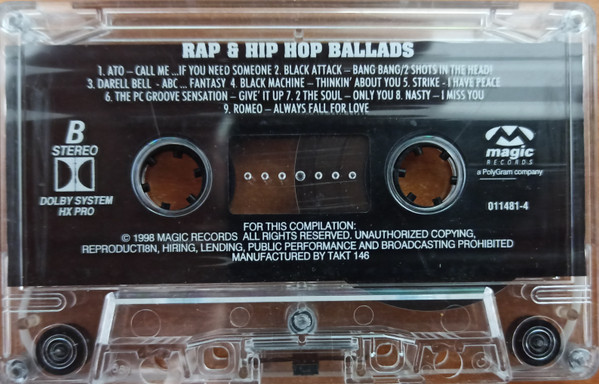 RAP & HIP HOP BALLADS
1. ATO – CALL ME ...IF YOU NEED SOMEONE 2. BLACK ATTACK – BANG BANG/2 SHOTS IN THE HEAD!
3. DARELL BELL - ABC ... FANTASY 4. BLACK MACHINE – THINKIN' ABOUT YOU 5. STRIKE - I HAVE PEACE
6. THE PC GROOVE SENSATION – GIVE' IT UP 7. 2 THE SOUL – ONLY YOU 8. NASTY – I MISS YOU
9. ROMEO – ALWAYS FALL FOR LOVE
B
STEREO
DOLBY SYSTEM
HX PRO
magic
RECORDS
a PolyGram company
011481-4
FOR THIS COMPILATION:
© 1998 MAGIC RECORDS ALL RIGHTS RESERVED. UNAUTHORIZED COPYING,
REPRODUCTI8N, HIRING, LENDING, PUBLIC PERFORMANCE AND BROADCASTING PROHIBITED
MANUFACTURED BY TAKT 146